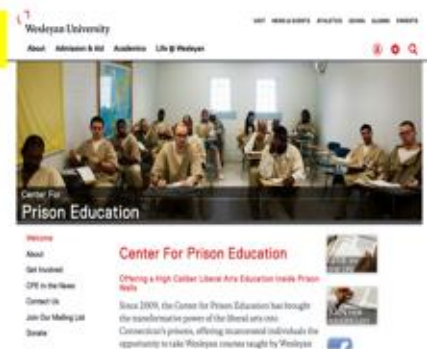 Wesleyan University
VISIT NEWS & EVENTS ATHLETICS GIVING ALUMNI PARENTS
About Admission & Aid Academics Life @ Wesleyan
Center For
Prison Education
Welcome
About
Get Involved
CPE in the News
Contact Us
Join Our Mailing List
Donate
Center For Prison Education
Offering a High Caliber Liberal Arts Education Inside Prison
Walls
Since 2009, the Center for Prison Education has brought
the transformative power of the liberal arts into
Connecticut's prisons, offering incarcerated individuals the
opportunity to take Wesleyan courses taught by Wesleyan